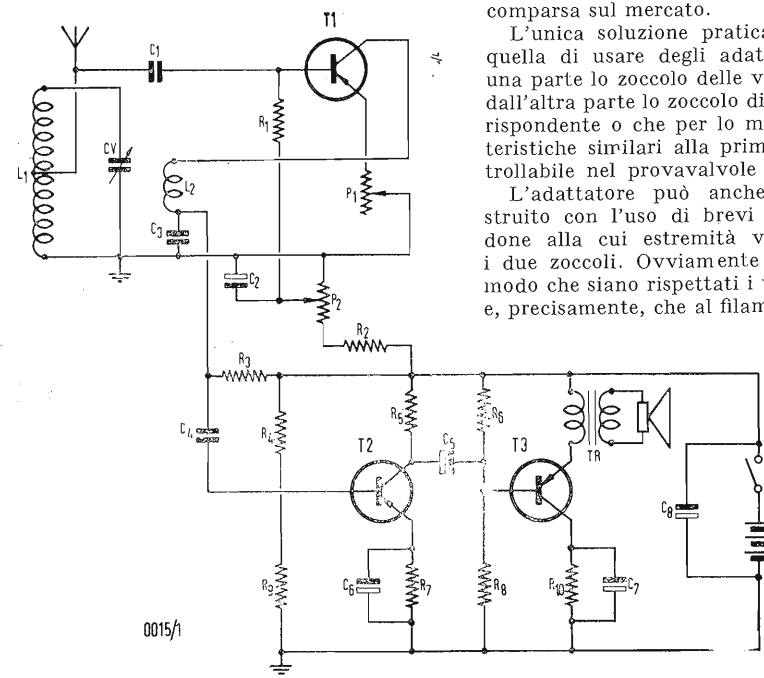 comparsa sul mercato.
L'unica soluzione pratica
quella di usare degli adat
una parte lo zoccolo delle v
dall'altra parte lo zoccolo di
rispondente o che per lo m
teristiche similari alla prim
trollabile nel provavalvole
L'adattatore può anche
struito con l'uso di brevi
done alla cui estremità v
i due zoccoli. Ovviamente
modo che siano rispettati i v
e, precisamente, che al filam
T1
C1
R1
CV
L1
L2
P1
C3
C2
P2
R2
R3
R4
R5
R6
C4
C5
T2
T3
TR
C8
R9
C6
R7
R8
R10
C7
0015/1